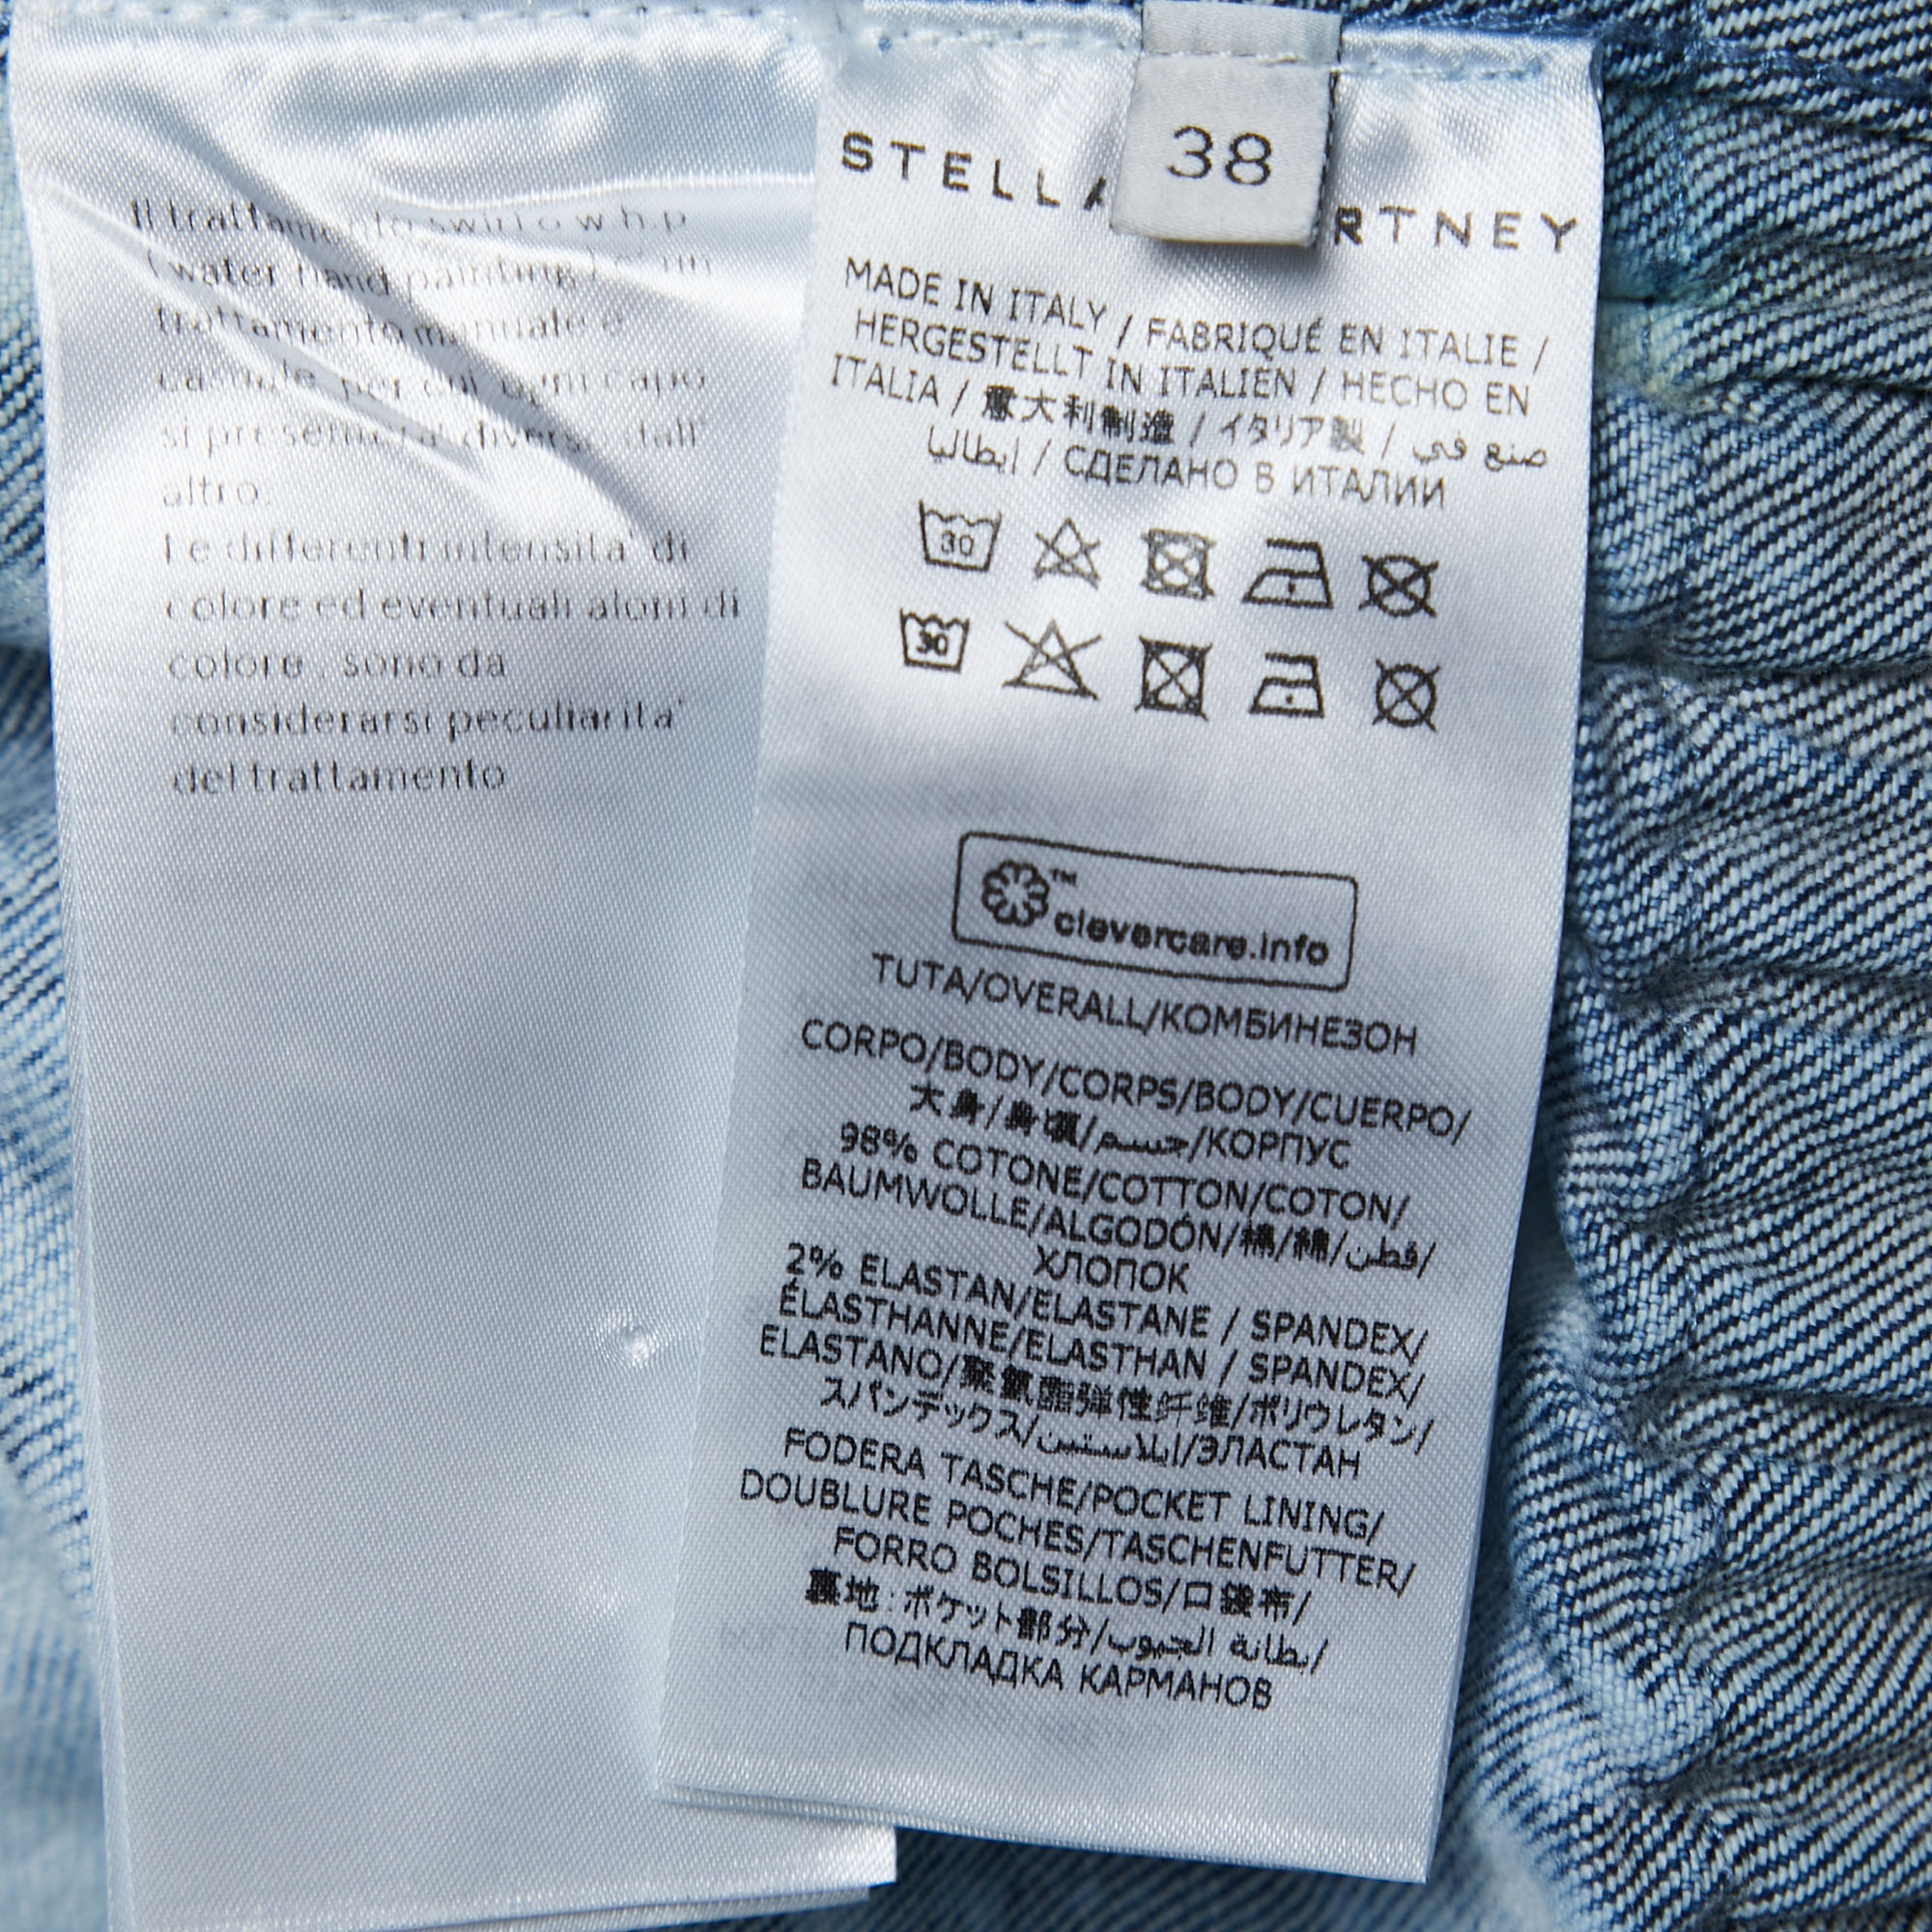 Il trattamento swirl o w.h.p
(water hand painting) e' un
trattamento manuale e
casuale per cui ogni capo
si presentera' diverso dall'
altro.
Le differenti intensita' di
colore ed eventuali aloni di
colore , sono da
considerarsi peculiarita'
del trattamento
38
STELLA RTNEY
MADE IN ITALY / FABRIQUÉ EN ITALIE /
HERGESTELLT IN ITALIEN / HECHO EN
ITALIA / 意大利制造 / イタリア製 / صنع في
إيطاليا / СДЕЛАНО В ИТАЛИИ
30
30
™
clevercare.info
TUTA/OVERALL/КОМБИНЕЗОН
CORPO/BODY/CORPS/BODY/CUERPO/
大身/身頃/جسم/КОРПУС
98% COTONE/COTTON/COTON/
BAUMWOLLE/ALGODÓN/棉/綿/قطن/
ХЛОПОК
2% ELASTAN/ELASTANE / SPANDEX/
ÉLASTHANNE/ELASTHAN / SPANDEX/
ELASTANO/聚氨酯弹性纤维/ポリウレタン/
スパンデックス/إيلاستين/ЭЛАСТАН
FODERA TASCHE/POCKET LINING/
DOUBLURE POCHES/TASCHENFUTTER/
FORRO BOLSILLOS/口袋布/
裏地:ポケット部分/بطانة الجيوب/
ПОДКЛАДКА КАРМАНОВ